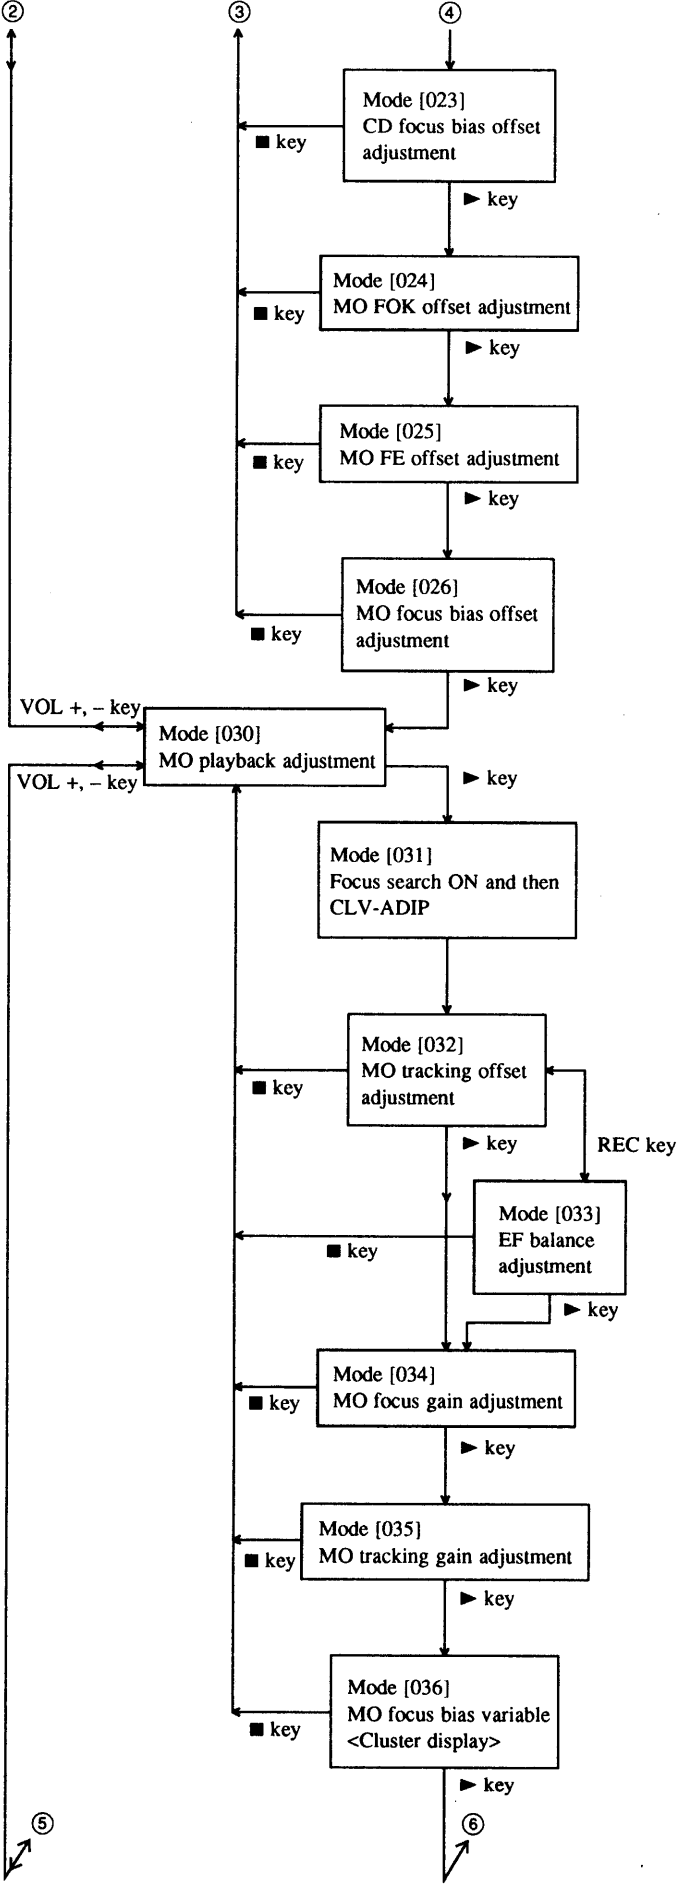 ② ③ ④
Mode [023]
CD focus bias offset
adjustment
■ key
► key
Mode [024]
MO FOK offset adjustment
■ key
► key
Mode [025]
MO FE offset adjustment
■ key
► key
Mode [026]
MO focus bias offset
adjustment
■ key
► key
VOL +, – key
Mode [030]
MO playback adjustment
VOL +, – key
► key
Mode [031]
Focus search ON and then
CLV-ADIP
Mode [032]
MO tracking offset
adjustment
■ key
► key
REC key
Mode [033]
EF balance
adjustment
■ key
► key
Mode [034]
MO focus gain adjustment
■ key
► key
Mode [035]
MO tracking gain adjustment
■ key
► key
Mode [036]
MO focus bias variable
<Cluster display>
■ key
► key
⑤ ⑥